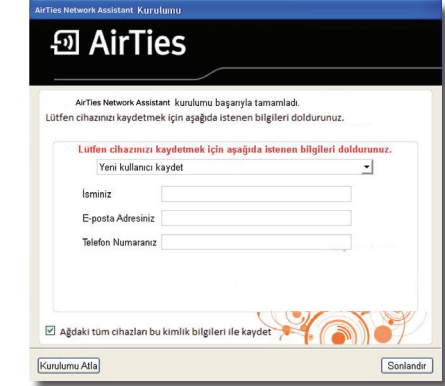 AirTies Network Assistant Kurulumu
AirTies
AirTies Network Assistant kurulumu başarıyla tamamladı.
Lütfen cihazınızı kaydetmek için aşağıda istenen bilgileri doldurunuz.
Lütfen cihazınızı kaydetmek için aşağıda istenen bilgileri doldurunuz.
Yeni kullanıcı kaydet
İsminiz
E-posta Adresiniz
Telefon Numaranız
Ağdaki tüm cihazları bu kimlik bilgileri ile kaydet
Kurulumu Atla
Sonlandır